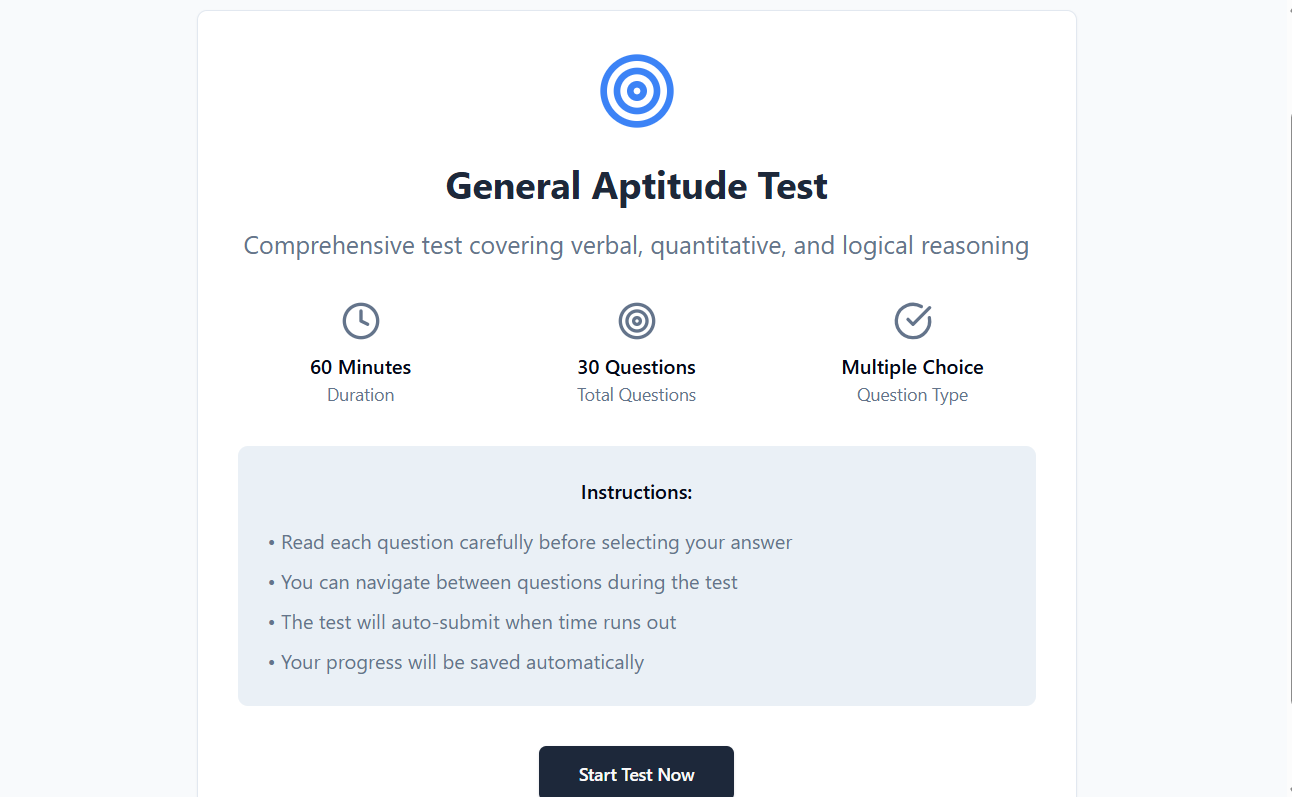 General Aptitude Test
Comprehensive test covering verbal, quantitative, and logical reasoning
60 Minutes
Duration
30 Questions
Total Questions
Multiple Choice
Question Type
Instructions:
• Read each question carefully before selecting your answer
• You can navigate between questions during the test
• The test will auto-submit when time runs out
• Your progress will be saved automatically
Start Test Now